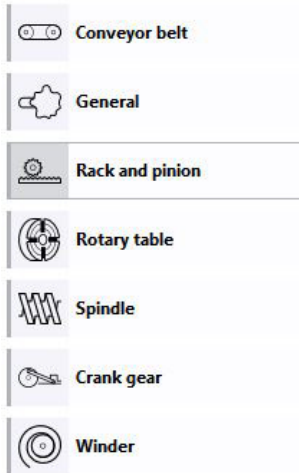 Conveyor belt
General
Rack and pinion
Rotary table
Spindle
Crank gear
Winder